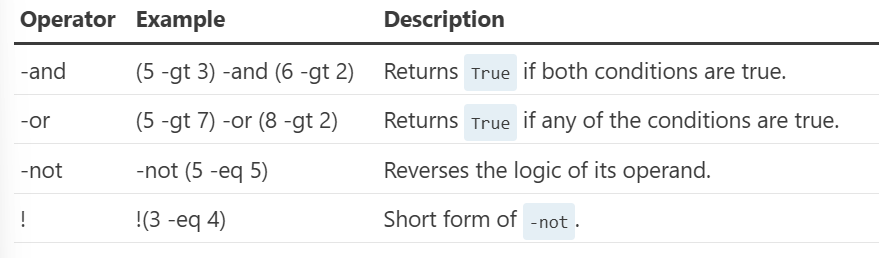 Operator Example Description
-and (5 -gt 3) -and (6 -gt 2) Returns True if both conditions are true.
-or (5 -gt 7) -or (8 -gt 2) Returns True if any of the conditions are true.
-not -not (5 -eq 5) Reverses the logic of its operand.
! !(3 -eq 4) Short form of -not.